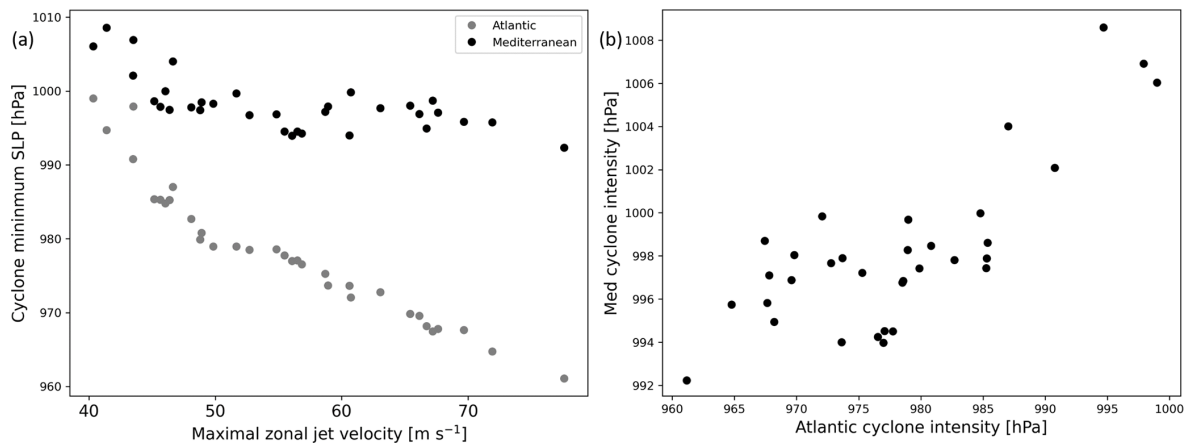 (a)
Atlantic
Mediterranean
1010
1000
990
980
970
960
Cyclone mininmum SLP [hPa]
40 50 60 70
Maximal zonal jet velocity [m s⁻¹]
(b)
1008
1006
1004
1002
1000
998
996
994
992
Med cyclone intensity [hPa]
960 965 970 975 980 985 990 995 1000
Atlantic cyclone intensity [hPa]